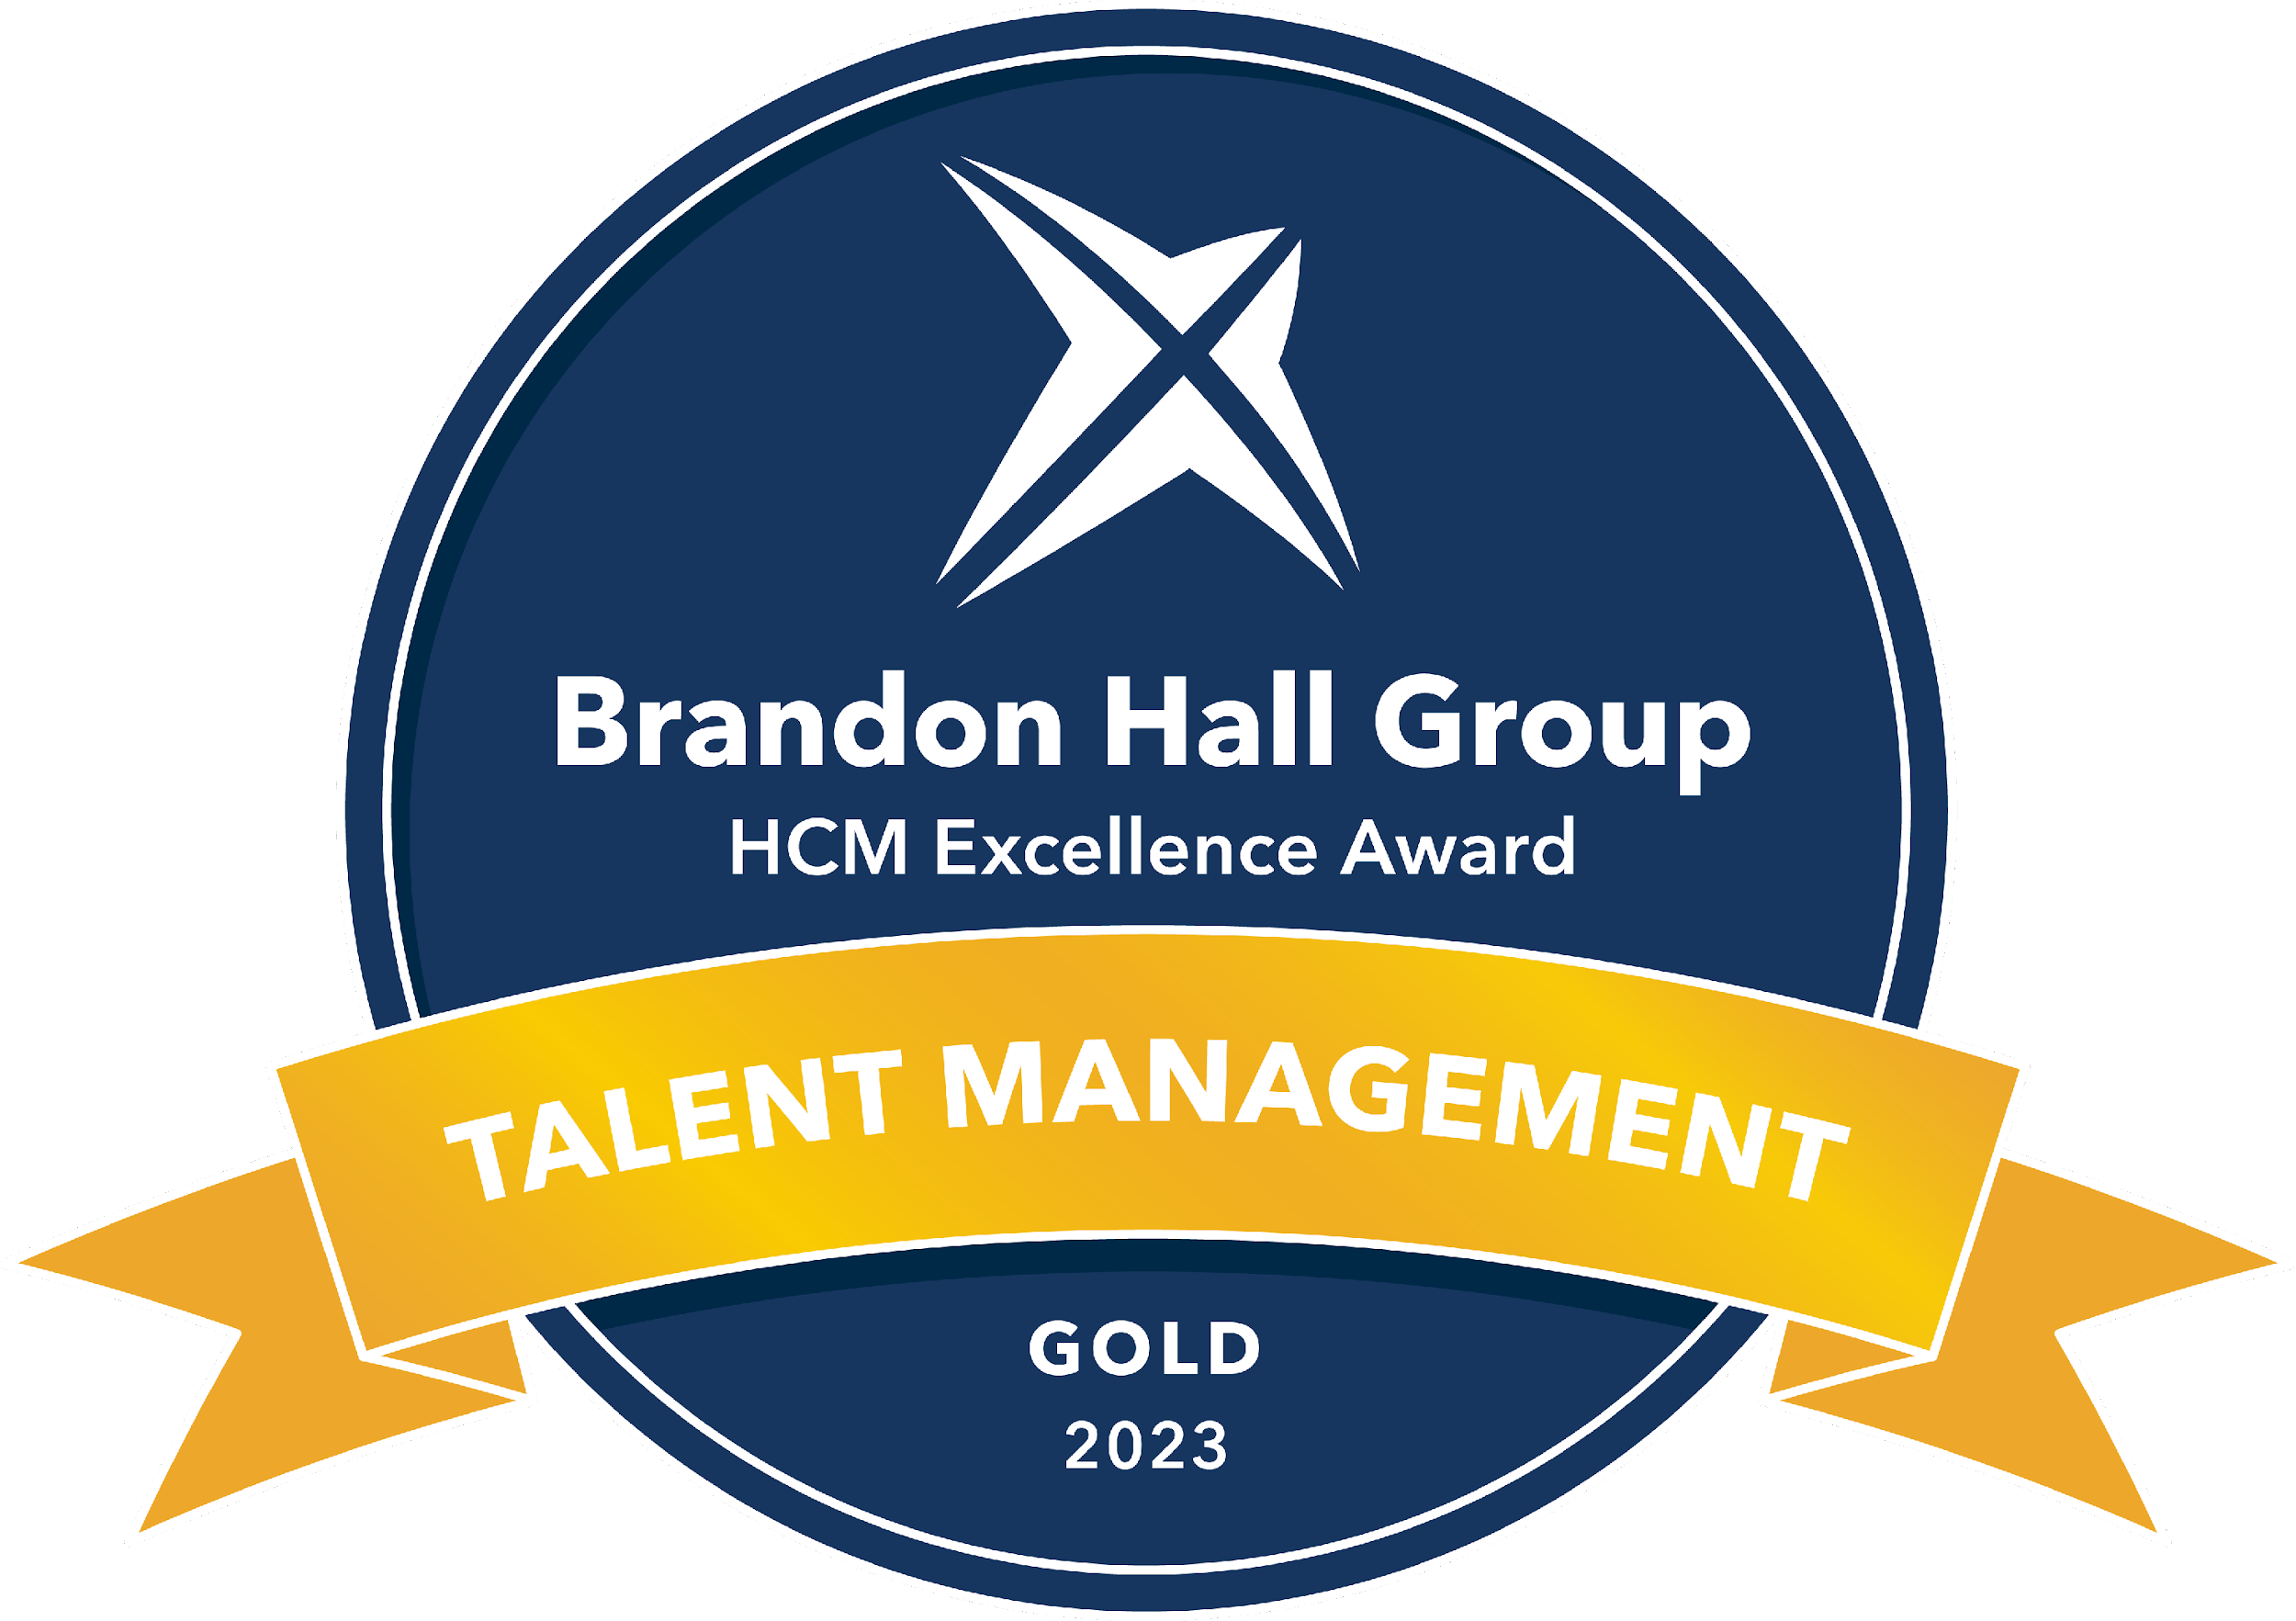 Brandon Hall Group
HCM Excellence Award
TALENT MANAGEMENT
GOLD
2023